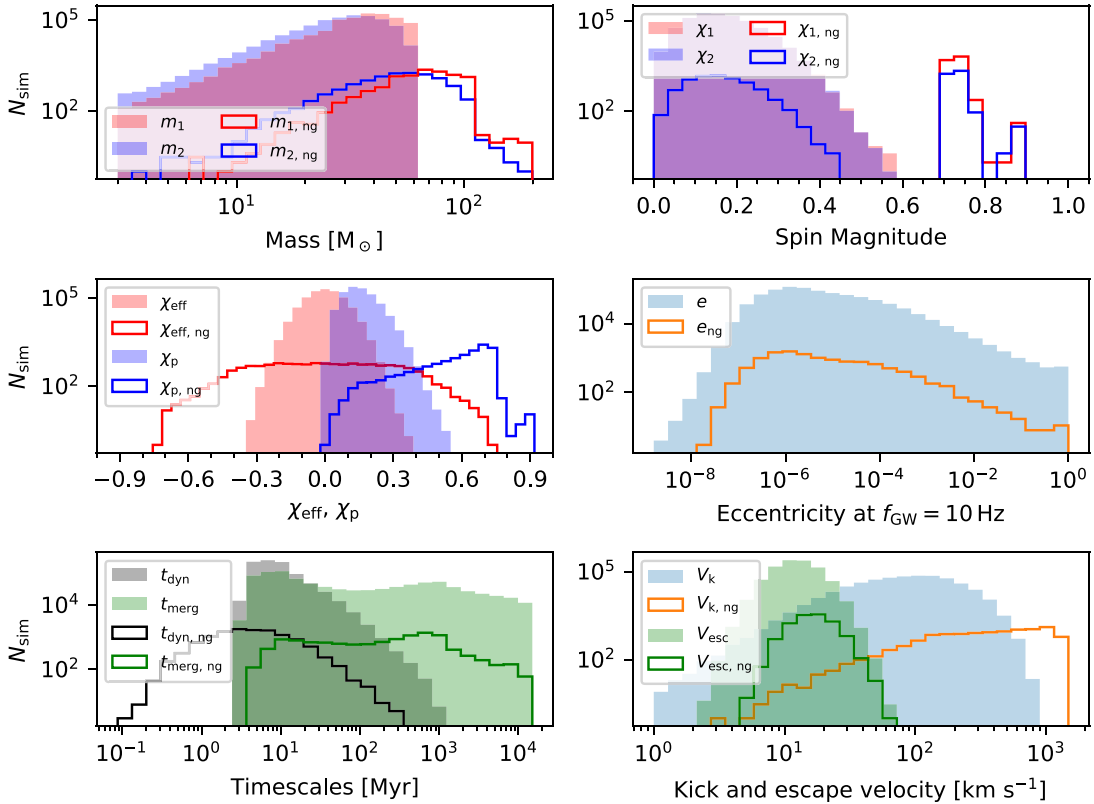 N_sim
10^5
10^2
m_1 m_1, ng
m_2 m_2, ng
10^1 10^2
Mass [M_⊙]
10^5
10^2
χ_1 χ_1, ng
χ_2 χ_2, ng
0.0 0.2 0.4 0.6 0.8 1.0
Spin Magnitude
N_sim
10^5
10^2
χ_eff
χ_eff, ng
χ_p
χ_p, ng
−0.9 −0.6 −0.3 0.0 0.3 0.6 0.9
χ_eff, χ_p
10^4
10^2
e
e_ng
10^−8 10^−6 10^−4 10^−2 10^0
Eccentricity at f_GW = 10 Hz
N_sim
10^4
10^2
t_dyn
t_merg
t_dyn, ng
t_merg, ng
10^−1 10^0 10^1 10^2 10^3 10^4
Timescales [Myr]
10^5
10^2
V_k
V_k, ng
V_esc
V_esc, ng
10^0 10^1 10^2 10^3
Kick and escape velocity [km s^−1]